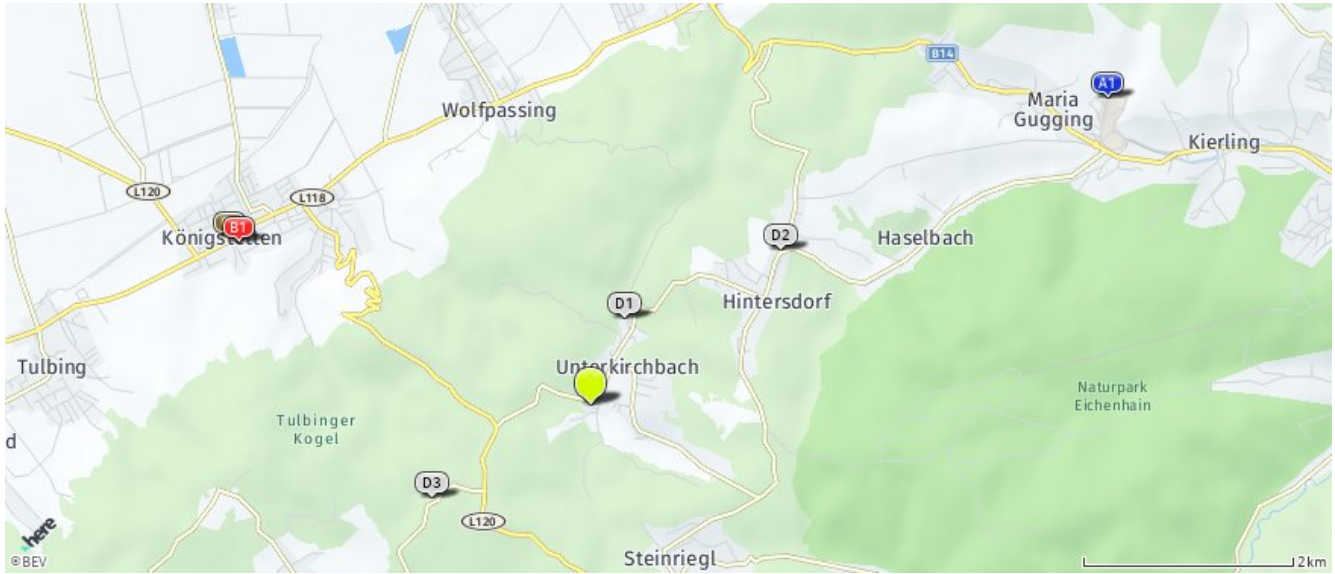 B14
A1
Maria
Gugging
Kierling
Wolfpassing
L120
L118
B1
Königstetten
D2
Haselbach
D1
Hintersdorf
Tulbing
Unterkirchbach
Naturpark
Eichenhain
Tulbinger
Kogel
d
D3
L120
here
Steinriegl
©BEV
2km